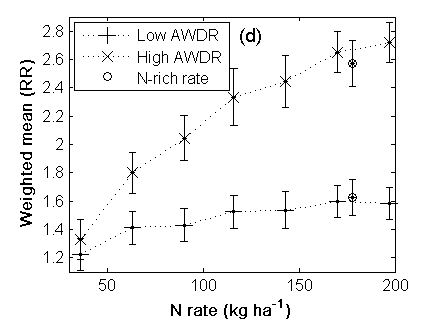 Low AWDR
High AWDR
N-rich rate
(d)
Weighted mean (RR)
2.8
2.6
2.4
2.2
2
1.8
1.6
1.4
1.2
50
100
150
200
N rate (kg ha⁻¹)